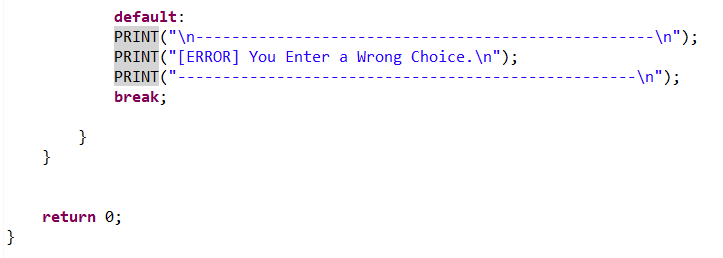 default:
PRINT("\n---------------------------------------------------\n");
PRINT("[ERROR] You Enter a Wrong Choice.\n");
PRINT("---------------------------------------------------\n");
break;
}
}
return 0;
}